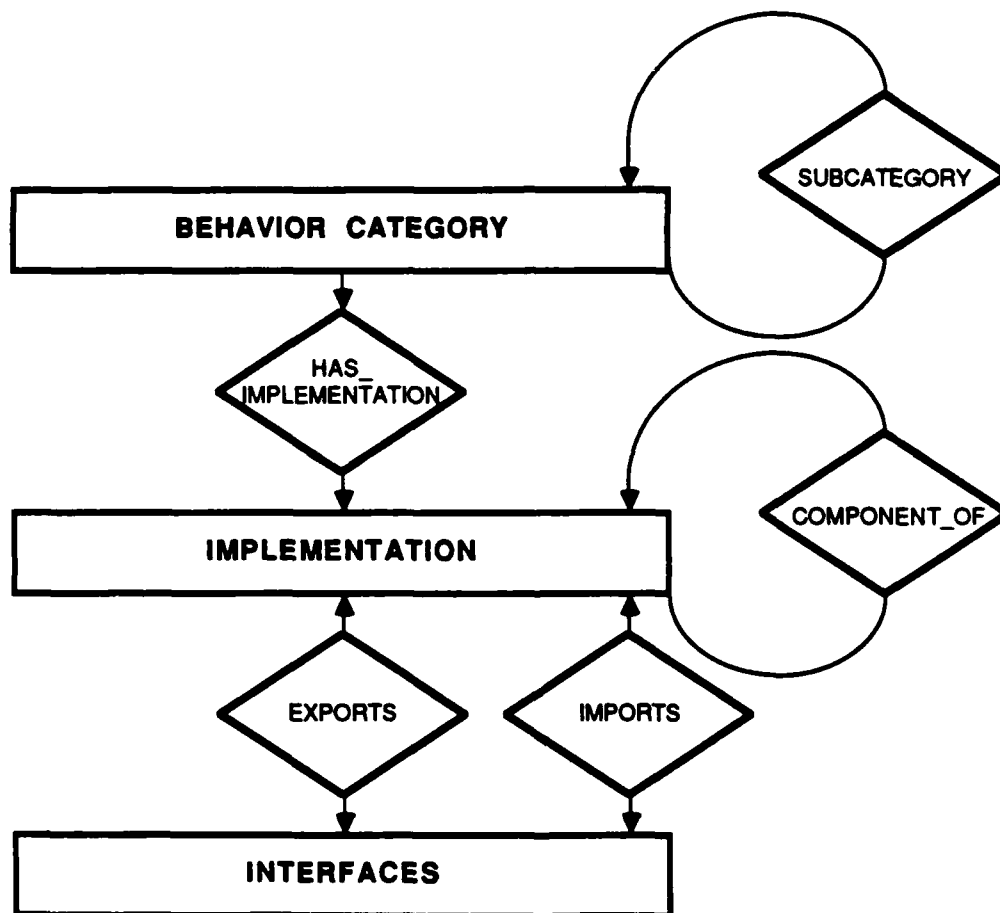 SUBCATEGORY
BEHAVIOR CATEGORY
HAS_
IMPLEMENTATION
COMPONENT_OF
IMPLEMENTATION
EXPORTS
IMPORTS
INTERFACES